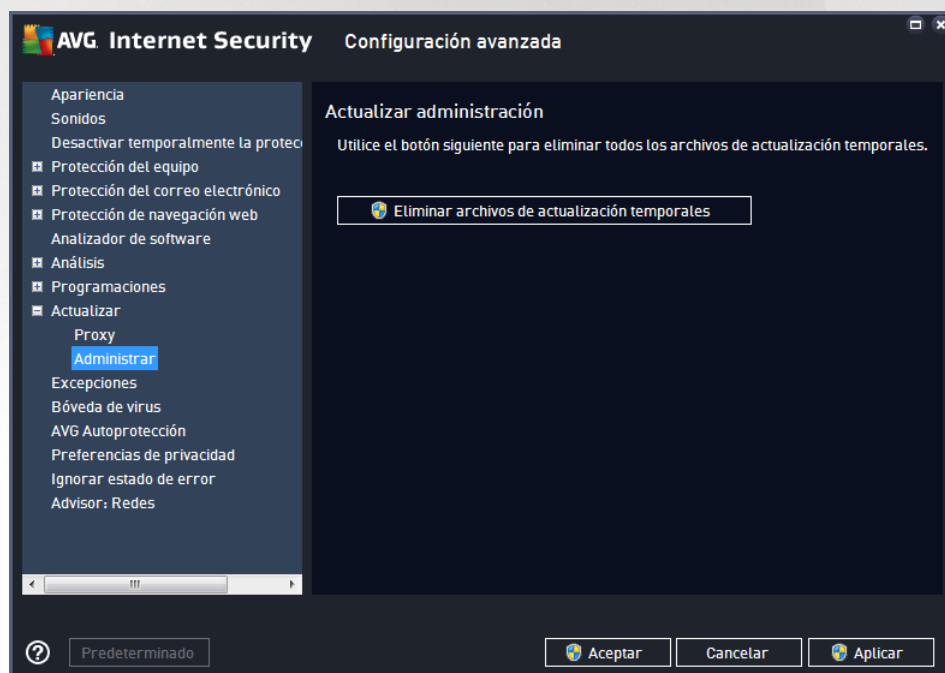 AVG Internet Security Configuración avanzada
Apariencia
Sonidos
Desactivar temporalmente la protec
Protección del equipo
Protección del correo electrónico
Protección de navegación web
Analizador de software
Análisis
Programaciones
Actualizar
Proxy
Administrar
Excepciones
Bóveda de virus
AVG Autoprotección
Preferencias de privacidad
Ignorar estado de error
Advisor: Redes
Actualizar administración
Utilice el botón siguiente para eliminar todos los archivos de actualización temporales.
Eliminar archivos de actualización temporales
Predeterminado
Aceptar
Cancelar
Aplicar